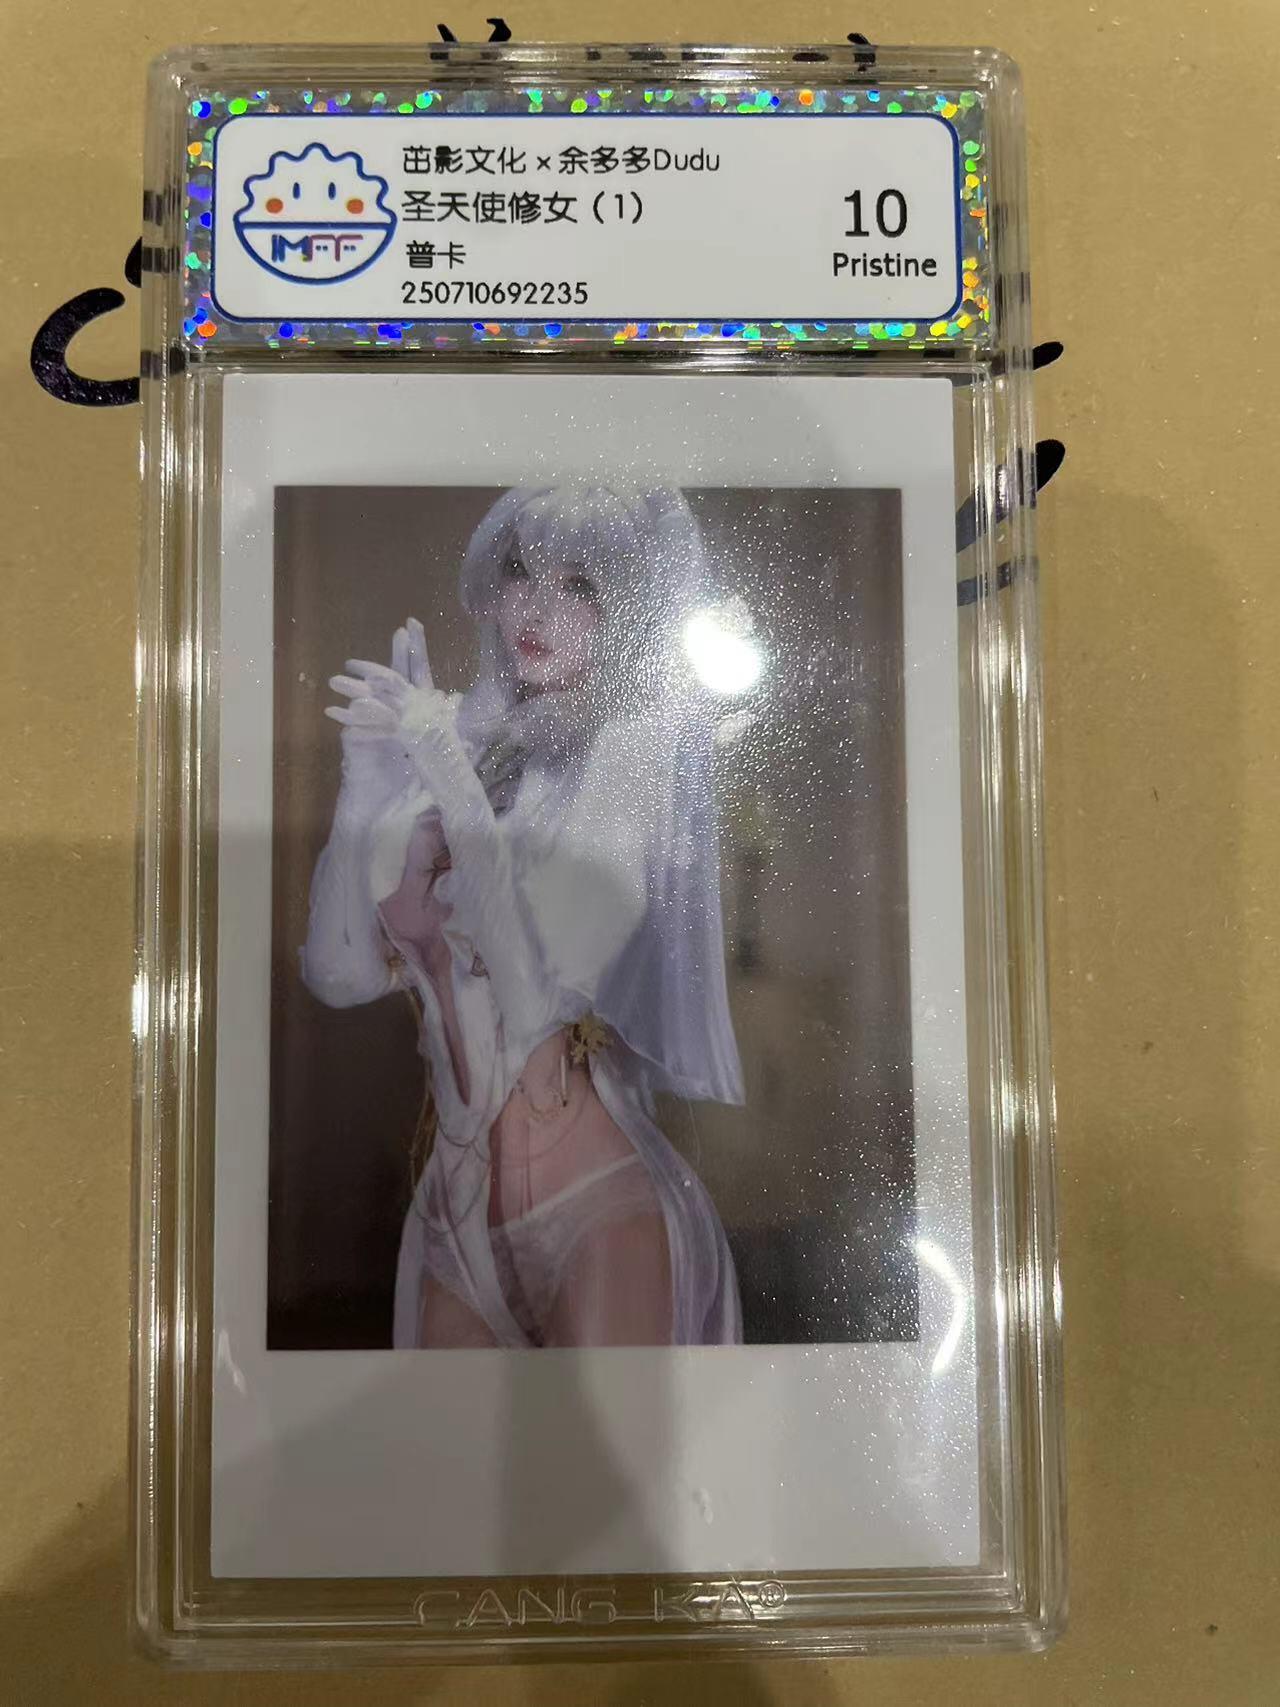 茁影文化 x 余多多Dudu
圣天使修女（1）
普卡
250710692235
10
Pristine
IMFF
CANG KA®